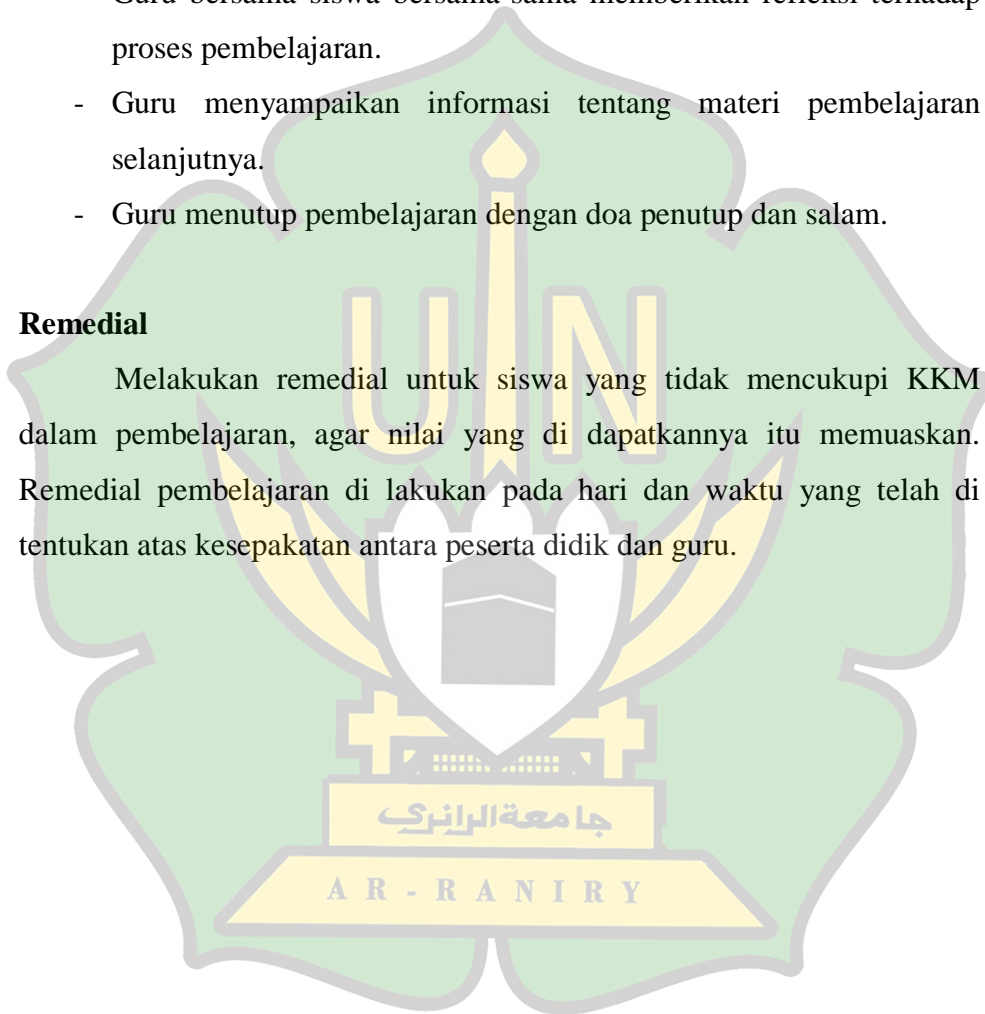 Guru bersama siswa bersama-sama memberikan refleksi terhadap
proses pembelajaran.
- Guru menyampaikan informasi tentang materi pembelajaran
selanjutnya.
- Guru menutup pembelajaran dengan doa penutup dan salam.
Remedial
Melakukan remedial untuk siswa yang tidak mencukupi KKM
dalam pembelajaran, agar nilai yang di dapatkannya itu memuaskan.
Remedial pembelajaran di lakukan pada hari dan waktu yang telah di
tentukan atas kesepakatan antara peserta didik dan guru.
UIN
جامعة الرانري
AR-RANIRY